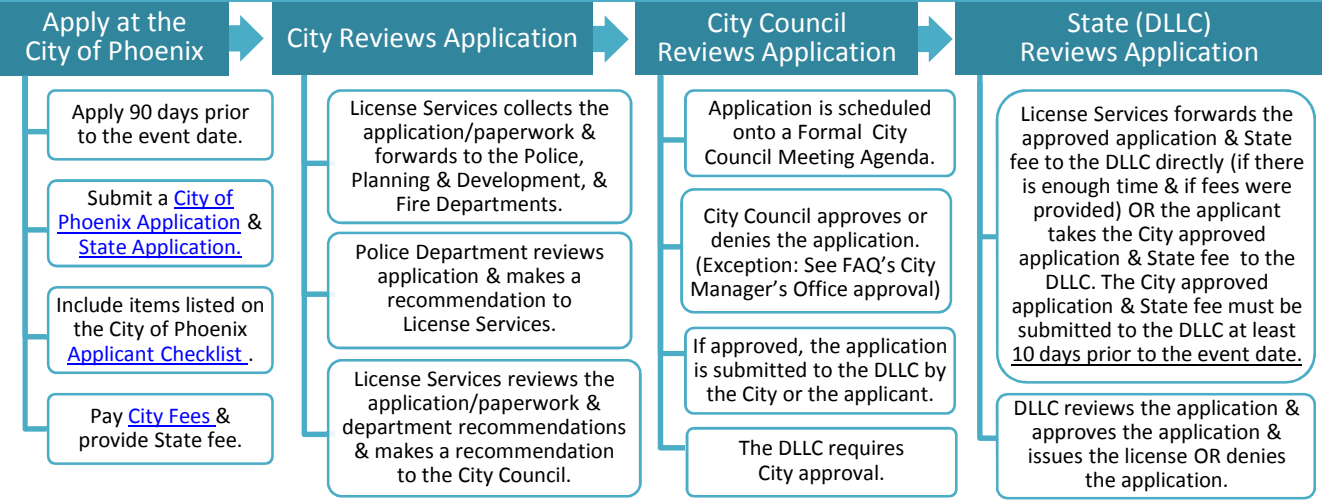 Apply at the
City of Phoenix
Apply 90 days prior
to the event date.
Submit a City of
Phoenix Application &
State Application.
Include items listed on
the City of Phoenix
Applicant Checklist .
Pay City Fees &
provide State fee.
City Reviews Application
License Services collects the
application/paperwork &
forwards to the Police,
Planning & Development, &
Fire Departments.
Police Department reviews
application & makes a
recommendation to
License Services.
License Services reviews the
application/paperwork &
department recommendations
& makes a recommendation
to the City Council.
City Council
Reviews Application
Application is scheduled
onto a Formal City
Council Meeting Agenda.
City Council approves or
denies the application.
(Exception: See FAQ's City
Manager's Office approval)
If approved, the application
is submitted to the DLLC by
the City or the applicant.
The DLLC requires
City approval.
State (DLLC)
Reviews Application
License Services forwards the
approved application & State
fee to the DLLC directly (if there
is enough time & if fees were
provided) OR the applicant
takes the City approved
application & State fee to the
DLLC. The City approved
application & State fee must be
submitted to the DLLC at least
10 days prior to the event date.
DLLC reviews the application &
approves the application &
issues the license OR denies
the application.